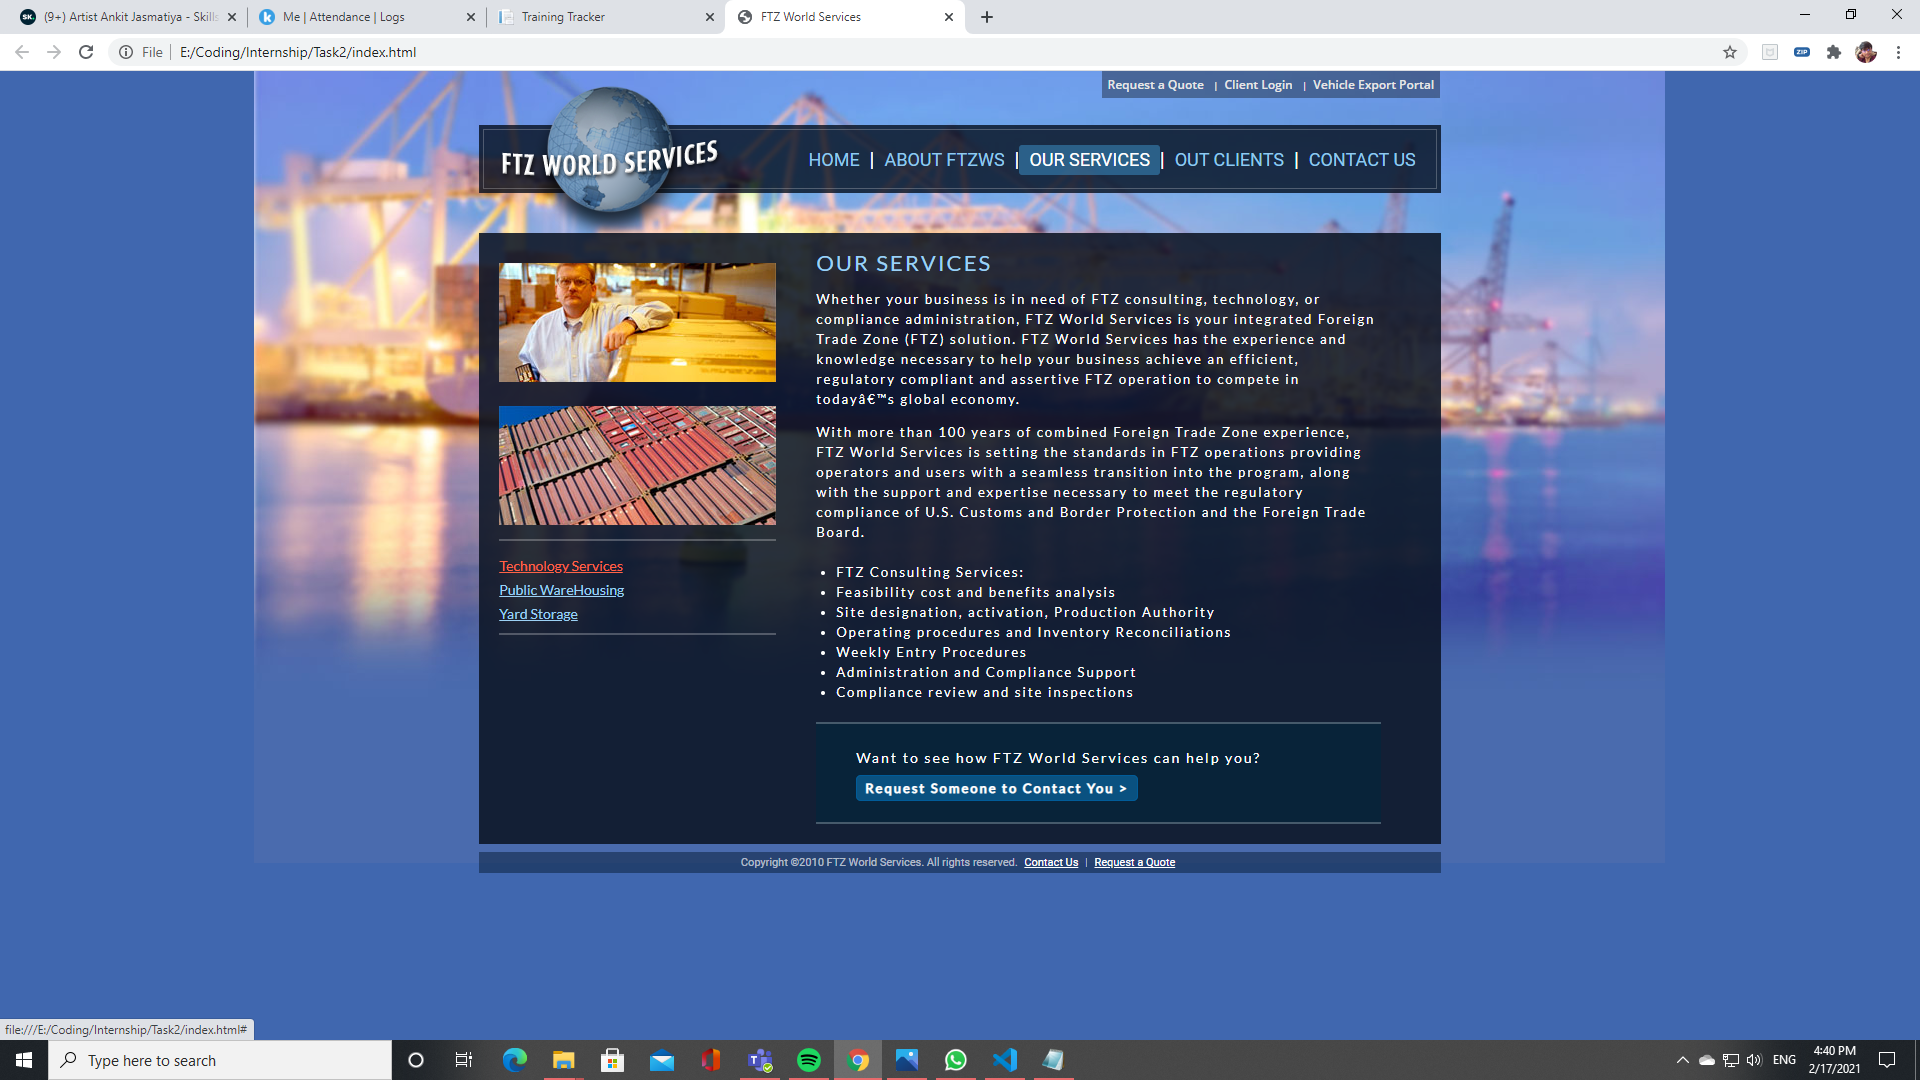 (9+) Artist Ankit Jasmatiya - Skills
Me | Attendance | Logs
Training Tracker
FTZ World Services
File
E:/Coding/Internship/Task2/index.html
ZIP
Request a Quote | Client Login | Vehicle Export Portal
FTZ WORLD SERVICES
HOME | ABOUT FTZWS | OUR SERVICES | OUT CLIENTS | CONTACT US
OUR SERVICES
Whether your business is in need of FTZ consulting, technology, or
compliance administration, FTZ World Services is your integrated Foreign
Trade Zone (FTZ) solution. FTZ World Services has the experience and
knowledge necessary to help your business achieve an efficient,
regulatory compliant and assertive FTZ operation to compete in
todayâ€™s global economy.
With more than 100 years of combined Foreign Trade Zone experience,
FTZ World Services is setting the standards in FTZ operations providing
operators and users with a seamless transition into the program, along
with the support and expertise necessary to meet the regulatory
compliance of U.S. Customs and Border Protection and the Foreign Trade
Board.
Technology Services
Public WareHousing
Yard Storage
• FTZ Consulting Services:
• Feasibility cost and benefits analysis
• Site designation, activation, Production Authority
• Operating procedures and Inventory Reconciliations
• Weekly Entry Procedures
• Administration and Compliance Support
• Compliance review and site inspections
Want to see how FTZ World Services can help you?
Request Someone to Contact You >
Copyright ©2010 FTZ World Services. All rights reserved. Contact Us | Request a Quote
file:///E:/Coding/Internship/Task2/index.html#
Type here to search
ENG
4:40 PM
2/17/2021